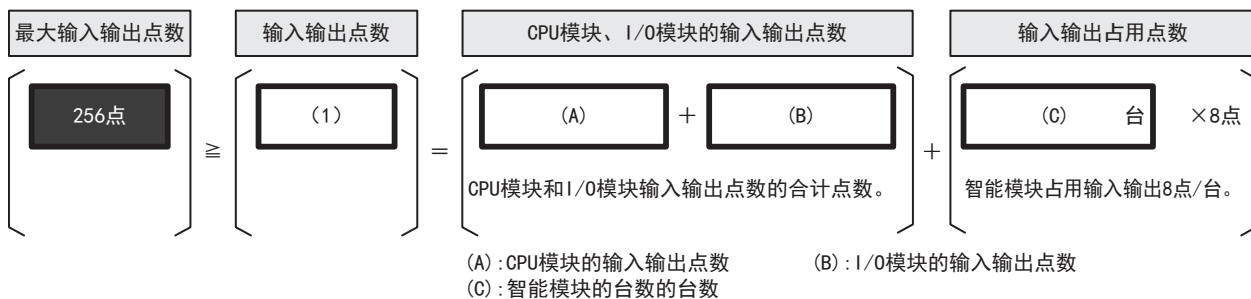 最大输入输出点数 输入输出点数 CPU模块、I/O模块的输入输出点数 输入输出占用点数
256点 ≧ (1) = (A) + (B) + (C) 台 ×8点
CPU模块和I/O模块输入输出点数的合计点数。 智能模块占用输入输出8点/台。
(A):CPU模块的输入输出点数 (B):I/O模块的输入输出点数
(C):智能模块的台数的台数